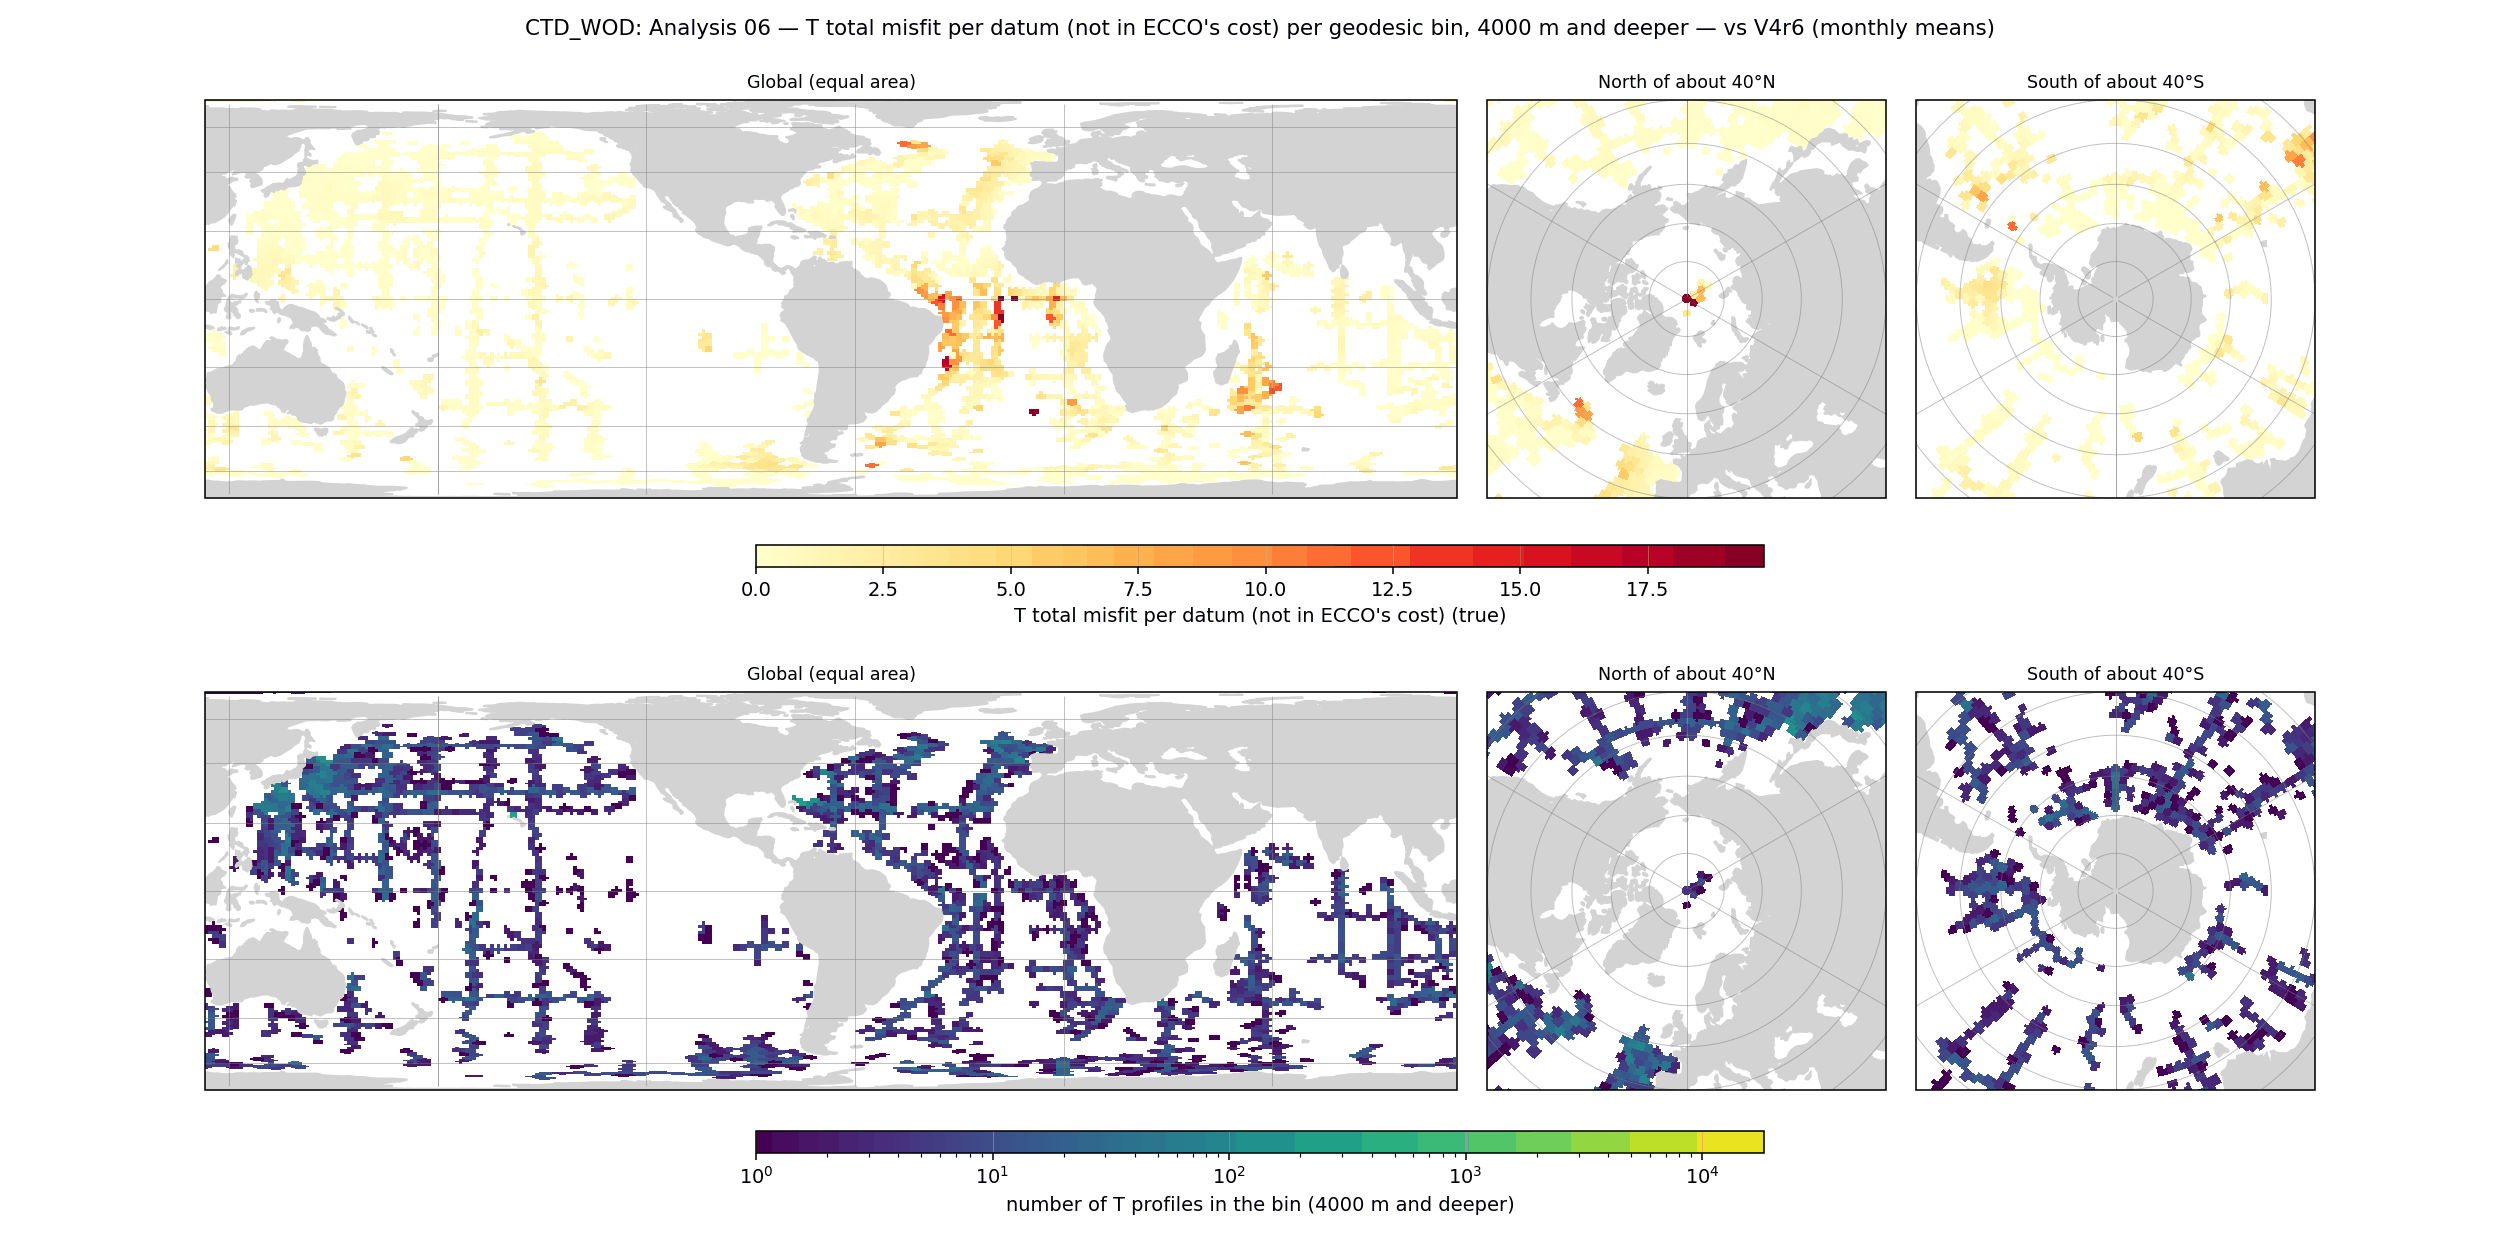 CTD_WOD: Analysis 06 — T total misfit per datum (not in ECCO's cost) per geodesic bin, 4000 m and deeper — vs V4r6 (monthly means)
Global (equal area)
North of about 40°N
South of about 40°S
0.0 2.5 5.0 7.5 10.0 12.5 15.0 17.5
T total misfit per datum (not in ECCO's cost) (true)
Global (equal area)
North of about 40°N
South of about 40°S
10⁰ 10¹ 10² 10³ 10⁴
number of T profiles in the bin (4000 m and deeper)